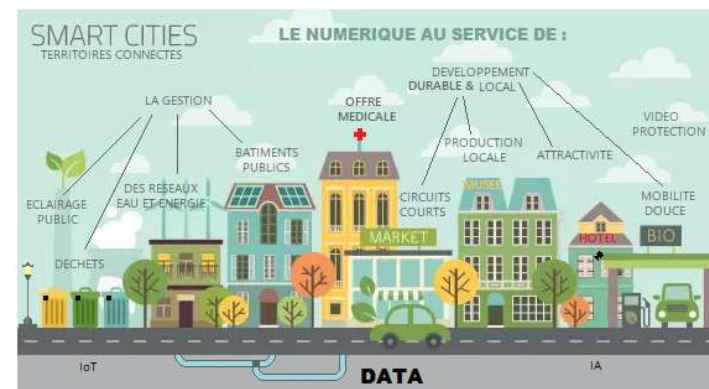 SMART CITIES
TERRITOIRES CONNECTES
LE NUMERIQUE AU SERVICE DE :
LA GESTION
ECLAIRAGE
PUBLIC
DECHETS
DES RESEAUX
EAU ET ENERGIE
BATIMENTS
PUBLICS
OFFRE
MEDICALE
DEVELOPPEMENT
DURABLE & LOCAL
CIRCUITS
COURTS
PRODUCTION
LOCALE
ATTRACTIVITE
MOBILITE
DOUCE
VIDEO
PROTECTION
MARKET
MUSEE
HOTEL
BIO
IoT
DATA
IA